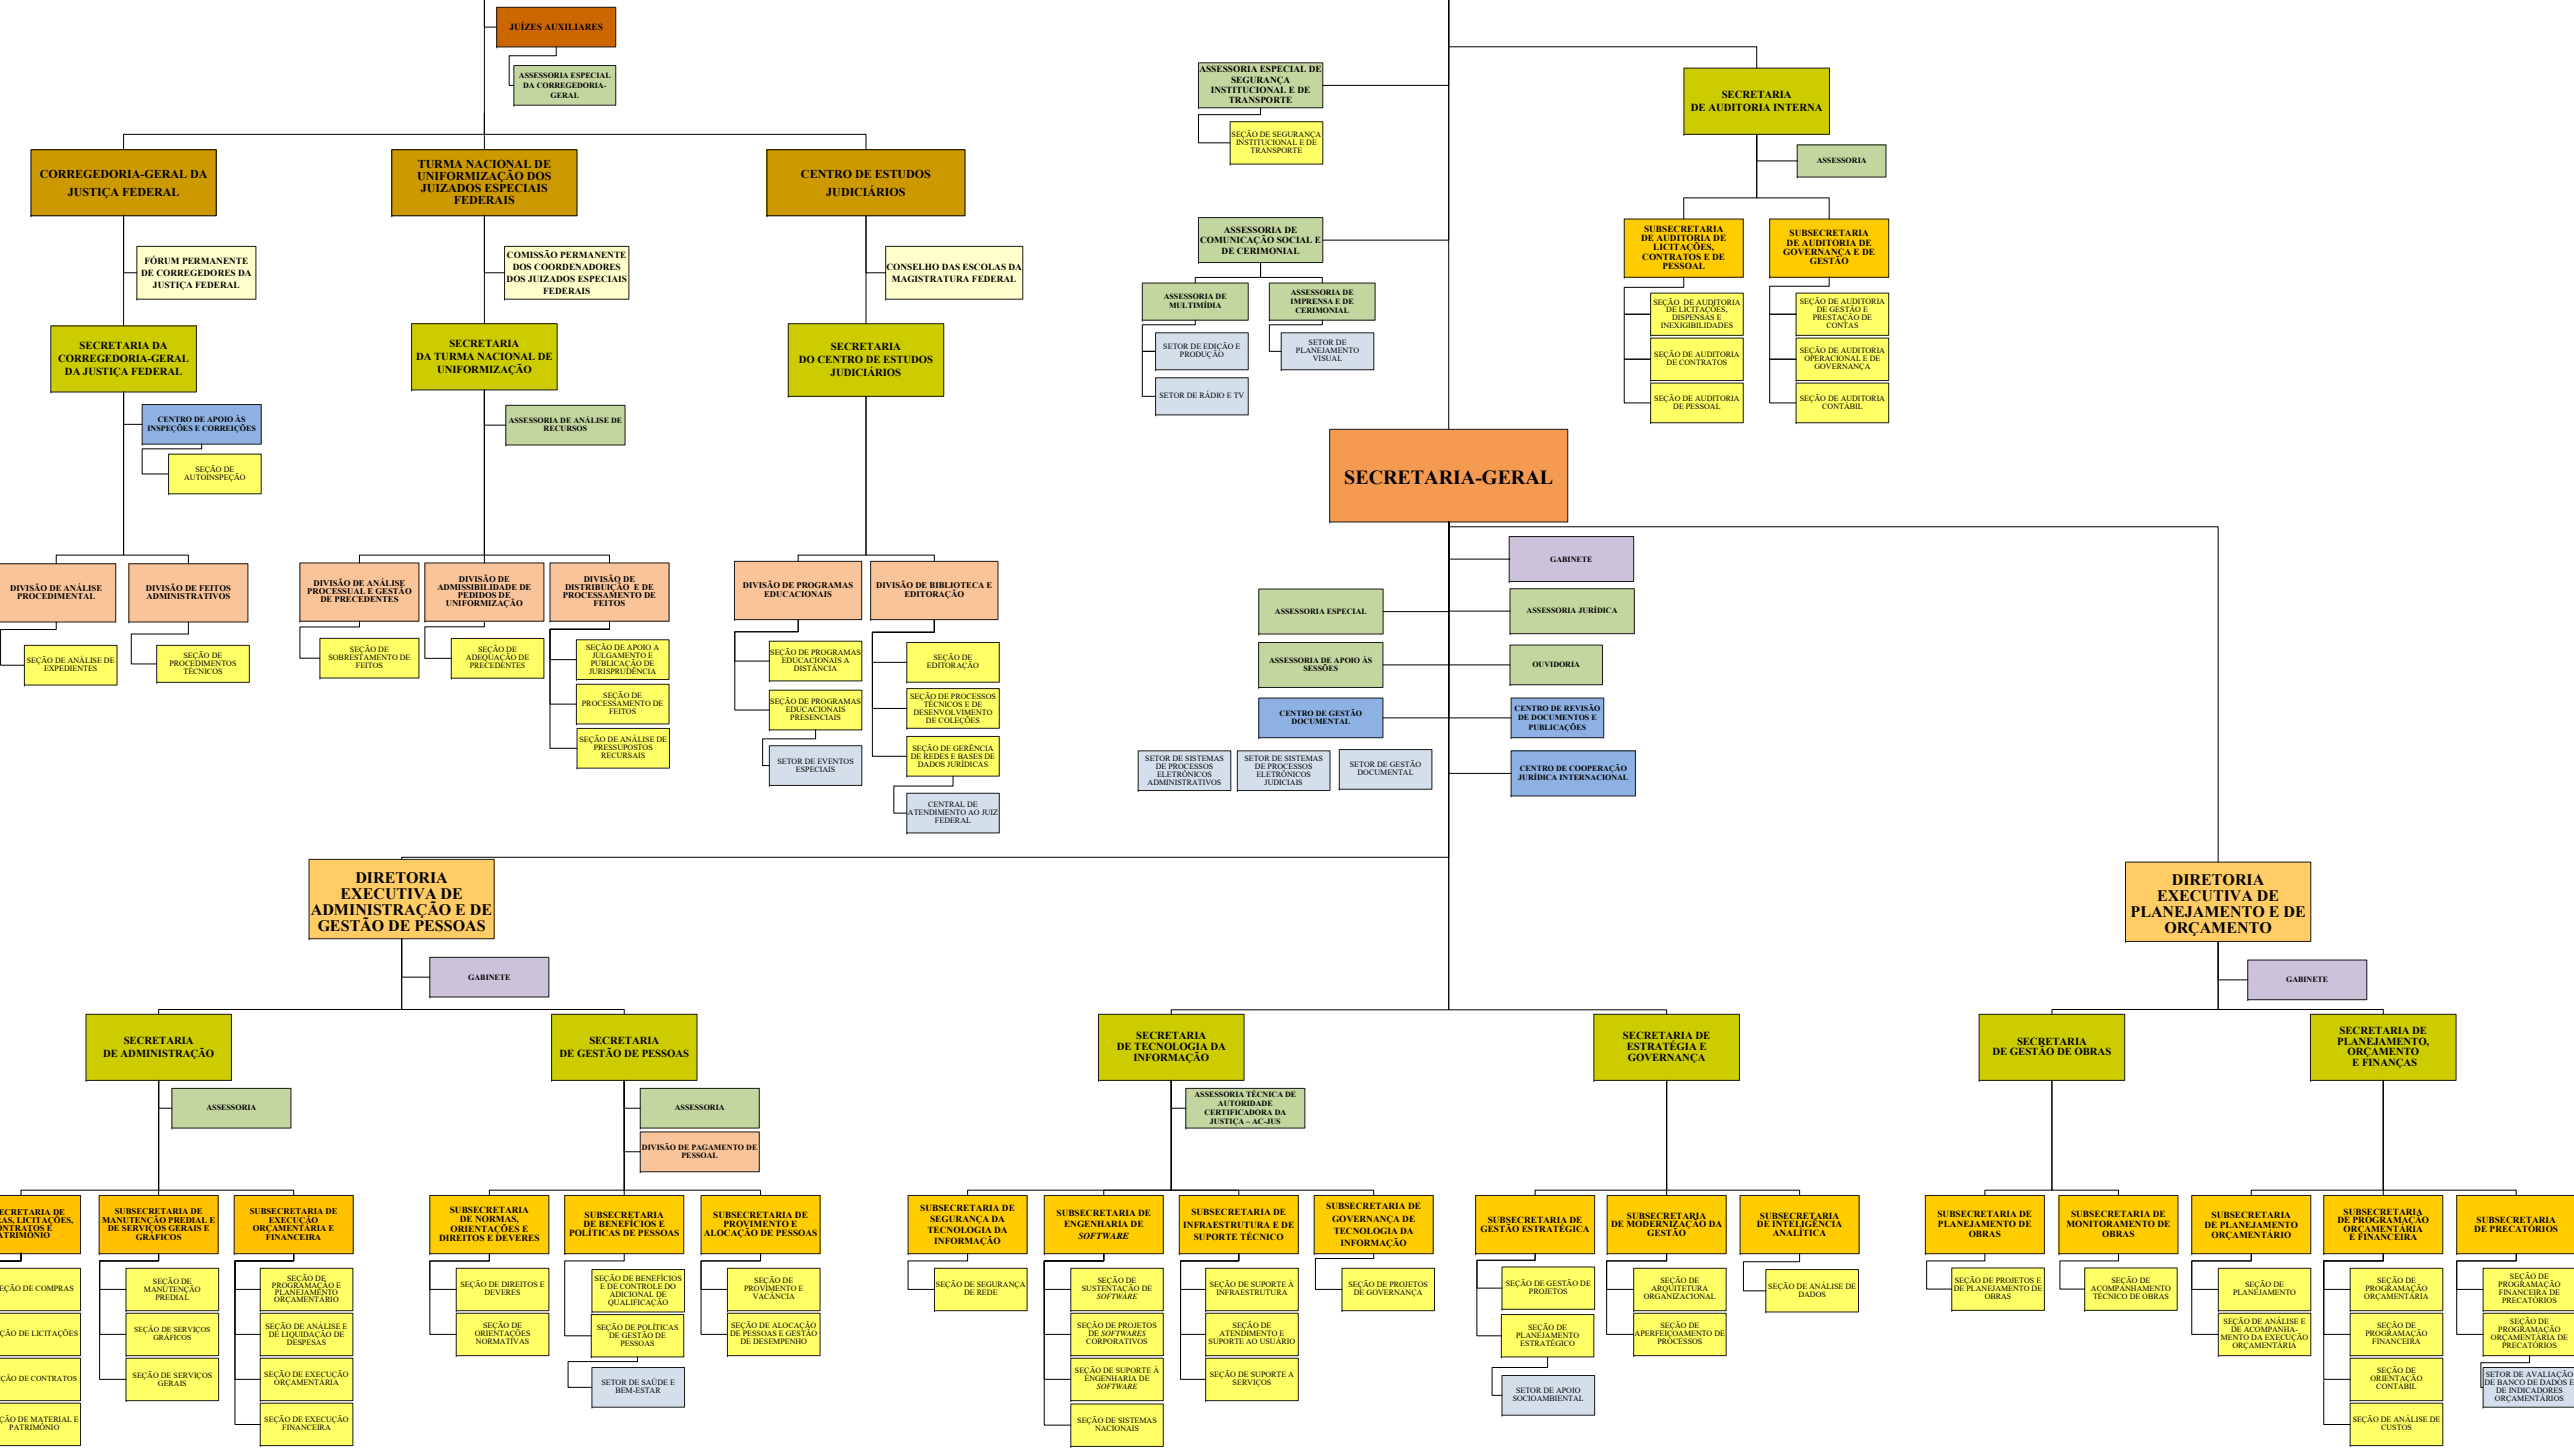 JUÍZES AUXILIARES
ASSESSORIA ESPECIAL
DA CORREGEDORIA-
GERAL
ASSESSORIA ESPECIAL DE
SEGURANÇA
INSTITUCIONAL E DE
TRANSPORTE
SEÇÃO DE SEGURANÇA
INSTITUCIONAL E DE
TRANSPORTE
SECRETARIA
DE AUDITORIA INTERNA
ASSESSORIA
CORREGEDORIA-GERAL DA
JUSTIÇA FEDERAL
TURMA NACIONAL DE
UNIFORMIZAÇÃO DOS
JUIZADOS ESPECIAIS
FEDERAIS
CENTRO DE ESTUDOS
JUDICIÁRIOS
FÓRUM PERMANENTE
DE CORREGEDORES DA
JUSTIÇA FEDERAL
COMISSÃO PERMANENTE
DOS COORDENADORES
DOS JUIZADOS ESPECIAIS
FEDERAIS
CONSELHO DAS ESCOLAS DA
MAGISTRATURA FEDERAL
ASSESSORIA DE
COMUNICAÇÃO SOCIAL E
DE CERIMONIAL
ASSESSORIA DE
MULTIMÍDIA
ASSESSORIA DE
IMPRENSA E DE
CERIMONIAL
SETOR DE EDIÇÃO E
PRODUÇÃO
SETOR DE
PLANEJAMENTO
VISUAL
SETOR DE RÁDIO E TV
SUBSECRETARIA
DE AUDITORIA DE
LICITAÇÕES,
CONTRATOS E DE
PESSOAL
SUBSECRETARIA
DE AUDITORIA DE
GOVERNANÇA E DE
GESTÃO
SEÇÃO DE AUDITORIA
DE LICITAÇÕES,
DISPENSAS E
INEXIGIBILIDADES
SEÇÃO DE AUDITORIA
DE GESTÃO E
PRESTAÇÃO DE
CONTAS
SEÇÃO DE AUDITORIA
DE CONTRATOS
SEÇÃO DE AUDITORIA
OPERACIONAL E DE
GOVERNANÇA
SEÇÃO DE AUDITORIA
DE PESSOAL
SEÇÃO DE AUDITORIA
CONTÁBIL
SECRETARIA DA
CORREGEDORIA-GERAL
DA JUSTIÇA FEDERAL
SECRETARIA
DA TURMA NACIONAL DE
UNIFORMIZAÇÃO
SECRETARIA
DO CENTRO DE ESTUDOS
JUDICIÁRIOS
CENTRO DE APOIO ÀS
INSPEÇÕES E CORREIÇÕES
SEÇÃO DE
AUTOINSPEÇÃO
ASSESSORIA DE ANÁLISE DE
RECURSOS
SECRETARIA-GERAL
GABINETE
ASSESSORIA ESPECIAL
ASSESSORIA JURÍDICA
ASSESSORIA DE APOIO ÀS
SESSÕES
OUVIDORIA
CENTRO DE GESTÃO
DOCUMENTAL
CENTRO DE REVISÃO
DE DOCUMENTOS E
PUBLICAÇÕES
SETOR DE SISTEMAS
DE PROCESSOS
ELETRÔNICOS
ADMINISTRATIVOS
SETOR DE SISTEMAS
DE PROCESSOS
ELETRÔNICOS
JUDICIAIS
SETOR DE GESTÃO
DOCUMENTAL
CENTRO DE COOPERAÇÃO
JURÍDICA INTERNACIONAL
DIVISÃO DE ANÁLISE
PROCEDIMENTAL
DIVISÃO DE FEITOS
ADMINISTRATIVOS
SEÇÃO DE ANÁLISE DE
EXPEDIENTES
SEÇÃO DE
PROCEDIMENTOS
TÉCNICOS
DIVISÃO DE ANÁLISE
PROCESSUAL E GESTÃO
DE PRECEDENTES
DIVISÃO DE
ADMISSIBILIDADE DE
PEDIDOS DE
UNIFORMIZAÇÃO
DIVISÃO DE
DISTRIBUIÇÃO E DE
PROCESSAMENTO DE
FEITOS
SEÇÃO DE
SOBRESTAMENTO DE
FEITOS
SEÇÃO DE
ADEQUAÇÃO DE
PRECEDENTES
SEÇÃO DE APOIO A
JULGAMENTO E
PUBLICAÇÃO DE
JURISPRUDÊNCIA
SEÇÃO DE
PROCESSAMENTO DE
FEITOS
SEÇÃO DE ANÁLISE DE
PRESSUPOSTOS
RECURSAIS
DIVISÃO DE PROGRAMAS
EDUCACIONAIS
DIVISÃO DE BIBLIOTECA E
EDITORAÇÃO
SEÇÃO DE PROGRAMAS
EDUCACIONAIS A
DISTÂNCIA
SEÇÃO DE
EDITORAÇÃO
SEÇÃO DE PROGRAMAS
EDUCACIONAIS
PRESENCIAIS
SEÇÃO DE PROCESSOS
TÉCNICOS E DE
DESENVOLVIMENTO
DE COLEÇÕES
SETOR DE EVENTOS
ESPECIAIS
SEÇÃO DE GERÊNCIA
DE REDES E BASES DE
DADOS JURÍDICAS
CENTRAL DE
ATENDIMENTO AO JUIZ
FEDERAL
DIRETORIA
EXECUTIVA DE
ADMINISTRAÇÃO E DE
GESTÃO DE PESSOAS
GABINETE
DIRETORIA
EXECUTIVA DE
PLANEJAMENTO E DE
ORÇAMENTO
GABINETE
SECRETARIA
DE ADMINISTRAÇÃO
ASSESSORIA
SECRETARIA
DE GESTÃO DE PESSOAS
ASSESSORIA
DIVISÃO DE PAGAMENTO DE
PESSOAL
SECRETARIA
DE TECNOLOGIA DA
INFORMAÇÃO
ASSESSORIA TÉCNICA DE
AUTORIDADE
CERTIFICADORA DA
JUSTIÇA – AC-JUS
SECRETARIA DE
ESTRATÉGIA E
GOVERNANÇA
SECRETARIA
DE GESTÃO DE OBRAS
SECRETARIA DE
PLANEJAMENTO,
ORÇAMENTO
E FINANÇAS
ECRETARIA DE
RAS, LICITAÇÕES,
ONTRATOS E
ATRIMÔNIO
EÇÃO DE COMPRAS
ÇÃO DE LICITAÇÕES
ÇÃO DE CONTRATOS
ÇÃO DE MATERIAL E
PATRIMÔNIO
SUBSECRETARIA DE
MANUTENÇÃO PREDIAL E
DE SERVIÇOS GERAIS E
GRÁFICOS
SEÇÃO DE
MANUTENÇÃO
PREDIAL
SEÇÃO DE SERVIÇOS
GRÁFICOS
SEÇÃO DE SERVIÇOS
GERAIS
SUBSECRETARIA DE
EXECUÇÃO
ORÇAMENTÁRIA E
FINANCEIRA
SEÇÃO DE
PROGRAMAÇÃO E
PLANEJAMENTO
ORÇAMENTÁRIO
SEÇÃO DE ANÁLISE E
DE LIQUIDAÇÃO DE
DESPESAS
SEÇÃO DE EXECUÇÃO
ORÇAMENTÁRIA
SEÇÃO DE EXECUÇÃO
FINANCEIRA
SUBSECRETARIA
DE NORMAS,
ORIENTAÇÕES E
DIREITOS E DEVERES
SEÇÃO DE DIREITOS E
DEVERES
SEÇÃO DE
ORIENTAÇÕES
NORMATIVAS
SUBSECRETARIA
DE BENEFÍCIOS E
POLÍTICAS DE PESSOAS
SEÇÃO DE BENEFÍCIOS
E DE CONTROLE DO
ADICIONAL DE
QUALIFICAÇÃO
SEÇÃO DE POLÍTICAS
DE GESTÃO DE
PESSOAS
SETOR DE SAÚDE E
BEM-ESTAR
SUBSECRETARIA DE
PROVIMENTO E
ALOCAÇÃO DE PESSOAS
SEÇÃO DE
PROVIMENTO E
VACÂNCIA
SEÇÃO DE ALOCAÇÃO
DE PESSOAS E GESTÃO
DE DESEMPENHO
SUBSECRETARIA DE
SEGURANÇA DA
TECNOLOGIA DA
INFORMAÇÃO
SEÇÃO DE SEGURANÇA
DE REDE
SUBSECRETARIA DE
ENGENHARIA DE
SOFTWARE
SEÇÃO DE
SUSTENTAÇÃO DE
SOFTWARE
SEÇÃO DE PROJETOS
DE SOFTWARES
CORPORATIVOS
SEÇÃO DE SUPORTE À
ENGENHARIA DE
SOFTWARE
SEÇÃO DE SISTEMAS
NACIONAIS
SUBSECRETARIA DE
INFRAESTRUTURA E DE
SUPORTE TÉCNICO
SEÇÃO DE SUPORTE À
INFRAESTRUTURA
SEÇÃO DE
ATENDIMENTO E
SUPORTE AO USUÁRIO
SEÇÃO DE SUPORTE A
SERVIÇOS
SUBSECRETARIA DE
GOVERNANÇA DE
TECNOLOGIA DA
INFORMAÇÃO
SEÇÃO DE PROJETOS
DE GOVERNANÇA
SUBSECRETARIA DE
GESTÃO ESTRATÉGICA
SEÇÃO DE GESTÃO DE
PROJETOS
SEÇÃO DE
PLANEJAMENTO
ESTRATÉGICO
SETOR DE APOIO
SOCIOAMBIENTAL
SUBSECRETARIA
DE MODERNIZAÇÃO DA
GESTÃO
SEÇÃO DE
ARQUITETURA
ORGANIZACIONAL
SEÇÃO DE
APERFEIÇOAMENTO DE
PROCESSOS
SUBSECRETARIA
DE INTELIGÊNCIA
ANALÍTICA
SEÇÃO DE ANÁLISE DE
DADOS
SUBSECRETARIA DE
PLANEJAMENTO DE
OBRAS
SEÇÃO DE PROJETOS E
DE PLANEJAMENTO DE
OBRAS
SUBSECRETARIA DE
MONITORAMENTO DE
OBRAS
SEÇÃO DE
ACOMPANHAMENTO
TÉCNICO DE OBRAS
SUBSECRETARIA
DE PLANEJAMENTO
ORÇAMENTÁRIO
SEÇÃO DE
PLANEJAMENTO
SEÇÃO DE ANÁLISE E
DE ACOMPANHA-
MENTO DA EXECUÇÃO
ORÇAMENTÁRIA
SUBSECRETARIA
DE PROGRAMAÇÃO
ORÇAMENTÁRIA
E FINANCEIRA
SEÇÃO DE
PROGRAMAÇÃO
ORÇAMENTÁRIA
SEÇÃO DE
PROGRAMAÇÃO
FINANCEIRA
SEÇÃO DE
ORIENTAÇÃO
CONTÁBIL
SEÇÃO DE ANÁLISE DE
CUSTOS
SUBSECRETARIA
DE PRECATÓRIOS
SEÇÃO DE
PROGRAMAÇÃO
FINANCEIRA DE
PRECATÓRIOS
SEÇÃO DE
PROGRAMAÇÃO
ORÇAMENTÁRIA DE
PRECATÓRIOS
SETOR DE AVALIAÇÃO
DE BANCO DE DADOS E
DE INDICADORES
ORÇAMENTÁRIOS